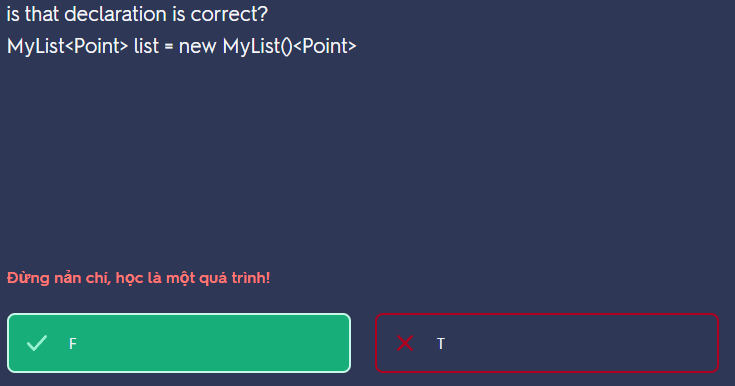 is that declaration is correct?
MyList<Point> list = new MyList()<Point>
Đừng nản chí, học là một quá trình!
F
T